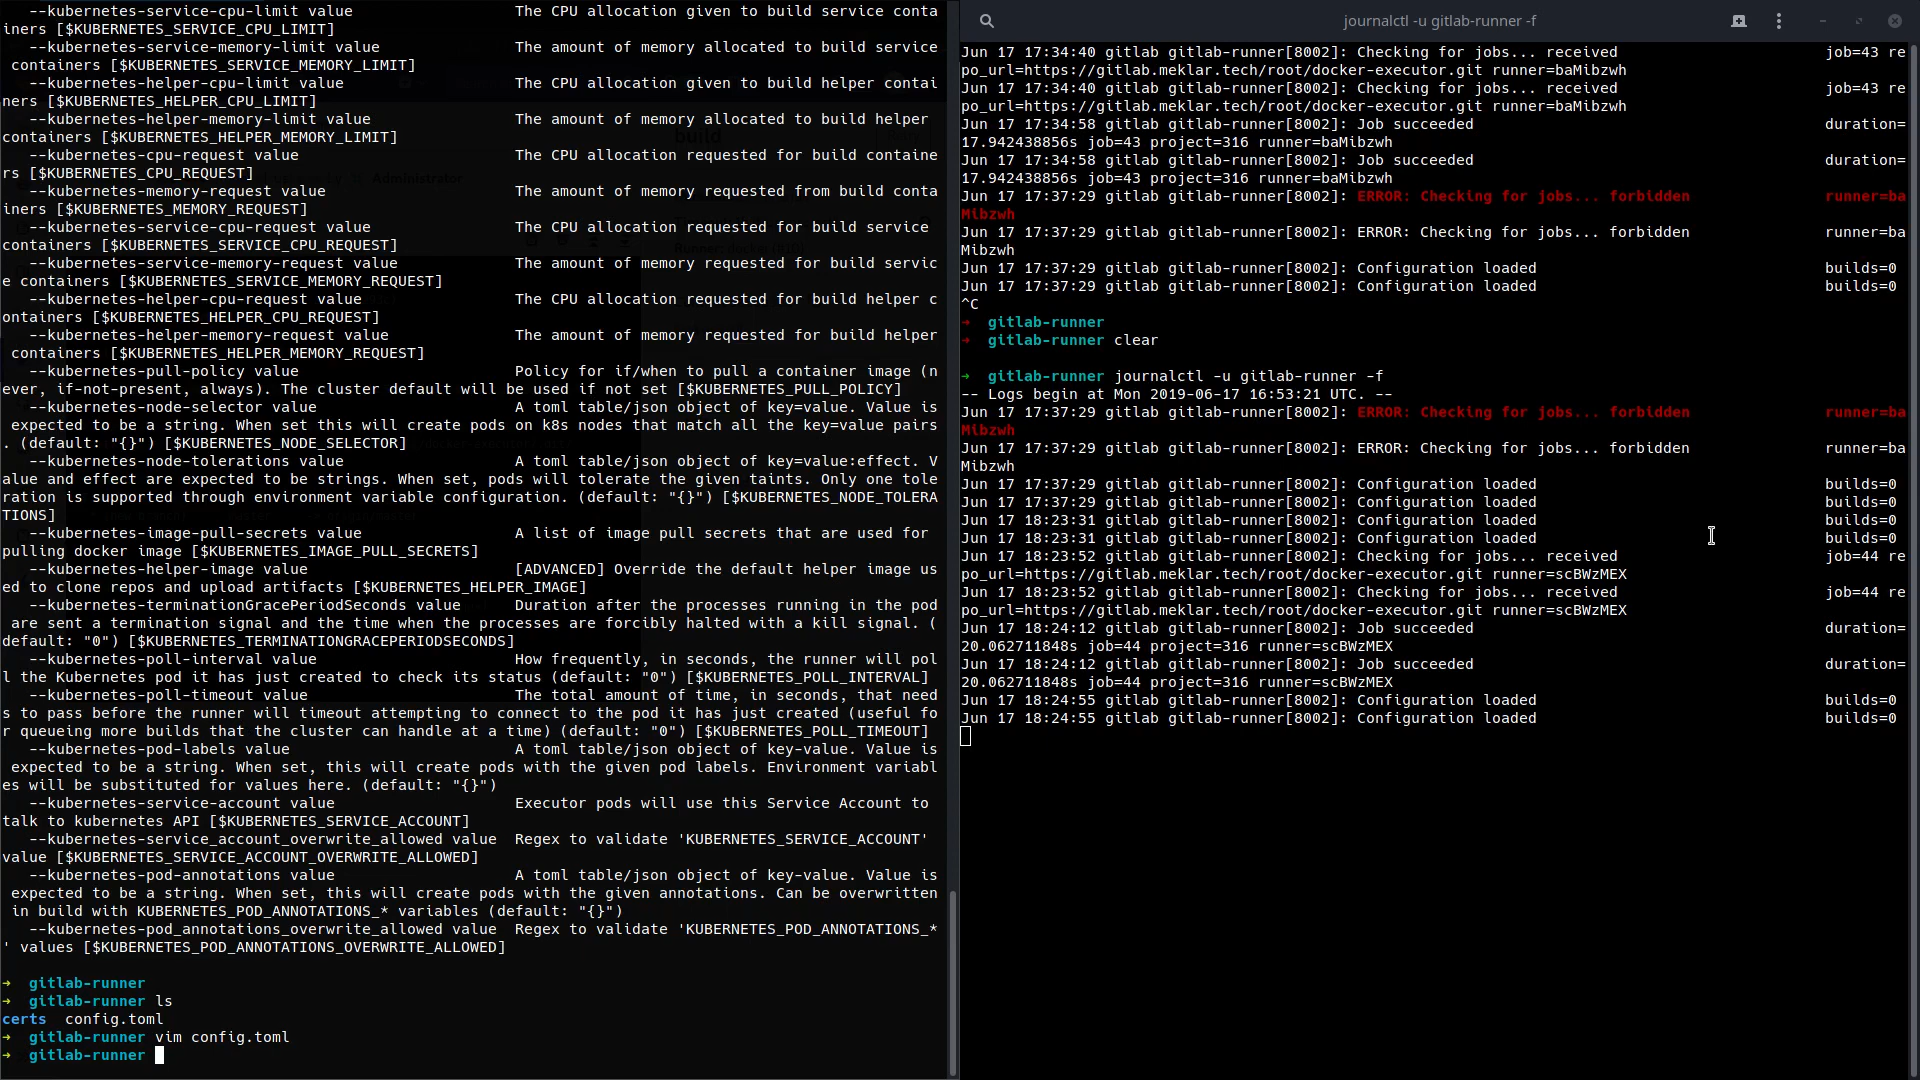 --kubernetes-service-cpu-limit value                  The CPU allocation given to build service conta
iners [$KUBERNETES_SERVICE_CPU_LIMIT]
   --kubernetes-service-memory-limit value               The amount of memory allocated to build service
 containers [$KUBERNETES_SERVICE_MEMORY_LIMIT]
   --kubernetes-helper-cpu-limit value                   The CPU allocation given to build helper contai
ners [$KUBERNETES_HELPER_CPU_LIMIT]
   --kubernetes-helper-memory-limit value                The amount of memory allocated to build helper
containers [$KUBERNETES_HELPER_MEMORY_LIMIT]
   --kubernetes-cpu-request value                        The CPU allocation requested for build containe
rs [$KUBERNETES_CPU_REQUEST]
   --kubernetes-memory-request value                     The amount of memory requested from build conta
iners [$KUBERNETES_MEMORY_REQUEST]
   --kubernetes-service-cpu-request value                The CPU allocation requested for build service
containers [$KUBERNETES_SERVICE_CPU_REQUEST]
   --kubernetes-service-memory-request value             The amount of memory requested for build servic
e containers [$KUBERNETES_SERVICE_MEMORY_REQUEST]
   --kubernetes-helper-cpu-request value                 The CPU allocation requested for build helper c
ontainers [$KUBERNETES_HELPER_CPU_REQUEST]
   --kubernetes-helper-memory-request value              The amount of memory requested for build helper
 containers [$KUBERNETES_HELPER_MEMORY_REQUEST]
   --kubernetes-pull-policy value                        Policy for if/when to pull a container image (n
ever, if-not-present, always). The cluster default will be used if not set [$KUBERNETES_PULL_POLICY]
   --kubernetes-node-selector value                      A toml table/json object of key=value. Value is
 expected to be a string. When set this will create pods on k8s nodes that match all the key=value pairs
. (default: "{}") [$KUBERNETES_NODE_SELECTOR]
   --kubernetes-node-tolerations value                   A toml table/json object of key=value:effect. V
alue and effect are expected to be strings. When set, pods will tolerate the given taints. Only one tole
ration is supported through environment variable configuration. (default: "{}") [$KUBERNETES_NODE_TOLERA
TIONS]
   --kubernetes-image-pull-secrets value                 A list of image pull secrets that are used for
pulling docker image [$KUBERNETES_IMAGE_PULL_SECRETS]
   --kubernetes-helper-image value                       [ADVANCED] Override the default helper image us
ed to clone repos and upload artifacts [$KUBERNETES_HELPER_IMAGE]
   --kubernetes-terminationGracePeriodSeconds value      Duration after the processes running in the pod
 are sent a termination signal and the time when the processes are forcibly halted with a kill signal. (
default: "0") [$KUBERNETES_TERMINATIONGRACEPERIODSECONDS]
   --kubernetes-poll-interval value                      How frequently, in seconds, the runner will pol
l the Kubernetes pod it has just created to check its status (default: "0") [$KUBERNETES_POLL_INTERVAL]
   --kubernetes-poll-timeout value                       The total amount of time, in seconds, that need
s to pass before the runner will timeout attempting to connect to the pod it has just created (useful fo
r queueing more builds that the cluster can handle at a time) (default: "0") [$KUBERNETES_POLL_TIMEOUT]
   --kubernetes-pod-labels value                         A toml table/json object of key-value. Value is
 expected to be a string. When set, this will create pods with the given pod labels. Environment variabl
es will be substituted for values here. (default: "{}")
   --kubernetes-service-account value                    Executor pods will use this Service Account to
talk to kubernetes API [$KUBERNETES_SERVICE_ACCOUNT]
   --kubernetes-service_account_overwrite_allowed value  Regex to validate 'KUBERNETES_SERVICE_ACCOUNT'
value [$KUBERNETES_SERVICE_ACCOUNT_OVERWRITE_ALLOWED]
   --kubernetes-pod-annotations value                    A toml table/json object of key-value. Value is
 expected to be a string. When set, this will create pods with the given annotations. Can be overwritten
 in build with KUBERNETES_POD_ANNOTATIONS_* variables (default: "{}")
   --kubernetes-pod_annotations_overwrite_allowed value  Regex to validate 'KUBERNETES_POD_ANNOTATIONS_*
' values [$KUBERNETES_POD_ANNOTATIONS_OVERWRITE_ALLOWED]
➜  gitlab-runner
➜  gitlab-runner ls
certs  config.toml
➜  gitlab-runner vim config.toml
➜  gitlab-runner
build
Administrator
journalctl -u gitlab-runner -f
Jun 17 17:34:40 gitlab gitlab-runner[8002]: Checking for jobs... received                       job=43 re
po_url=https://gitlab.meklar.tech/root/docker-executor.git runner=baMibzwh
Jun 17 17:34:40 gitlab gitlab-runner[8002]: Checking for jobs... received                       job=43 re
po_url=https://gitlab.meklar.tech/root/docker-executor.git runner=baMibzwh
Jun 17 17:34:58 gitlab gitlab-runner[8002]: Job succeeded                                       duration=
17.942438856s job=43 project=316 runner=baMibzwh
Jun 17 17:34:58 gitlab gitlab-runner[8002]: Job succeeded                                       duration=
17.942438856s job=43 project=316 runner=baMibzwh
Jun 17 17:37:29 gitlab gitlab-runner[8002]: ERROR: Checking for jobs... forbidden               runner=ba
Mibzwh
Jun 17 17:37:29 gitlab gitlab-runner[8002]: ERROR: Checking for jobs... forbidden               runner=ba
Mibzwh
Jun 17 17:37:29 gitlab gitlab-runner[8002]: Configuration loaded                                builds=0
Jun 17 17:37:29 gitlab gitlab-runner[8002]: Configuration loaded                                builds=0
^C
➜  gitlab-runner
➜  gitlab-runner clear
➜  gitlab-runner journalctl -u gitlab-runner -f
-- Logs begin at Mon 2019-06-17 16:53:21 UTC. --
Jun 17 17:37:29 gitlab gitlab-runner[8002]: ERROR: Checking for jobs... forbidden               runner=ba
Mibzwh
Jun 17 17:37:29 gitlab gitlab-runner[8002]: ERROR: Checking for jobs... forbidden               runner=ba
Mibzwh
Jun 17 17:37:29 gitlab gitlab-runner[8002]: Configuration loaded                                builds=0
Jun 17 17:37:29 gitlab gitlab-runner[8002]: Configuration loaded                                builds=0
Jun 17 18:23:31 gitlab gitlab-runner[8002]: Configuration loaded                                builds=0
Jun 17 18:23:31 gitlab gitlab-runner[8002]: Configuration loaded                                builds=0
Jun 17 18:23:52 gitlab gitlab-runner[8002]: Checking for jobs... received                       job=44 re
po_url=https://gitlab.meklar.tech/root/docker-executor.git runner=scBWzMEX
Jun 17 18:23:52 gitlab gitlab-runner[8002]: Checking for jobs... received                       job=44 re
po_url=https://gitlab.meklar.tech/root/docker-executor.git runner=scBWzMEX
Jun 17 18:24:12 gitlab gitlab-runner[8002]: Job succeeded                                       duration=
20.062711848s job=44 project=316 runner=scBWzMEX
Jun 17 18:24:12 gitlab gitlab-runner[8002]: Job succeeded                                       duration=
20.062711848s job=44 project=316 runner=scBWzMEX
Jun 17 18:24:55 gitlab gitlab-runner[8002]: Configuration loaded                                builds=0
Jun 17 18:24:55 gitlab gitlab-runner[8002]: Configuration loaded                                builds=0